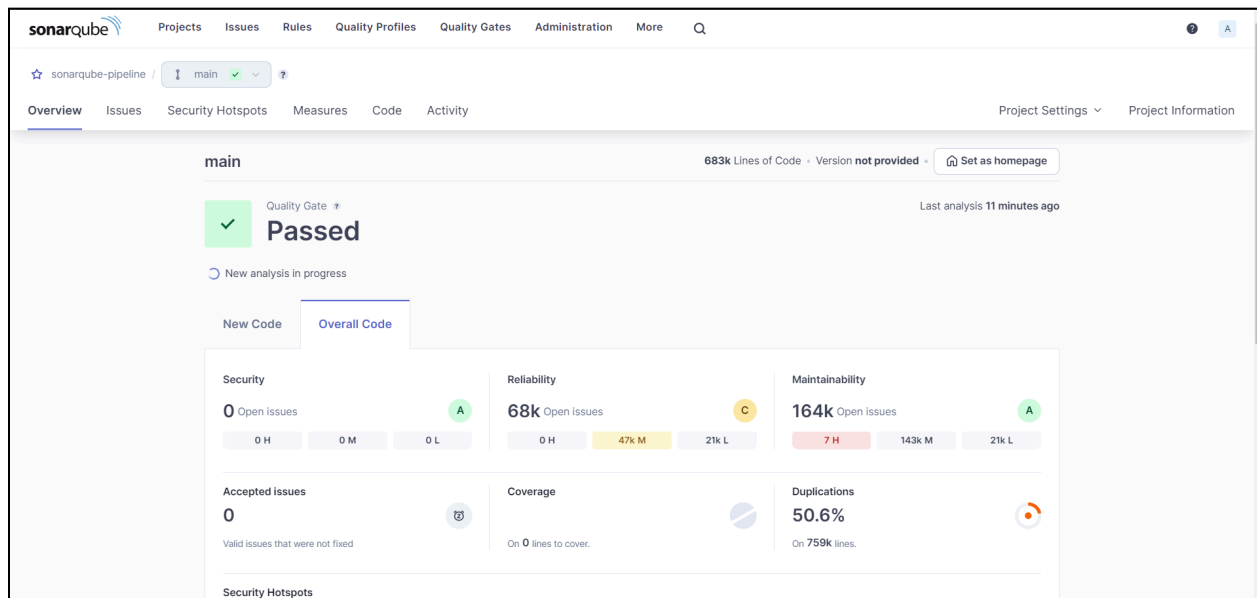 sonarqube Projects Issues Rules Quality Profiles Quality Gates Administration More ? A
sonarqube-pipeline / main ?
Overview Issues Security Hotspots Measures Code Activity Project Settings Project Information
main 683k Lines of Code • Version not provided • Set as homepage
Quality Gate ? Last analysis 11 minutes ago
Passed
New analysis in progress
New Code Overall Code
Security Reliability Maintainability
0 Open issues A 68k Open issues C 164k Open issues A
0 H 0 M 0 L 0 H 47k M 21k L 7 H 143k M 21k L
Accepted issues Coverage Duplications
0 50.6%
Valid issues that were not fixed On 0 lines to cover. On 759k lines.
Security Hotspots